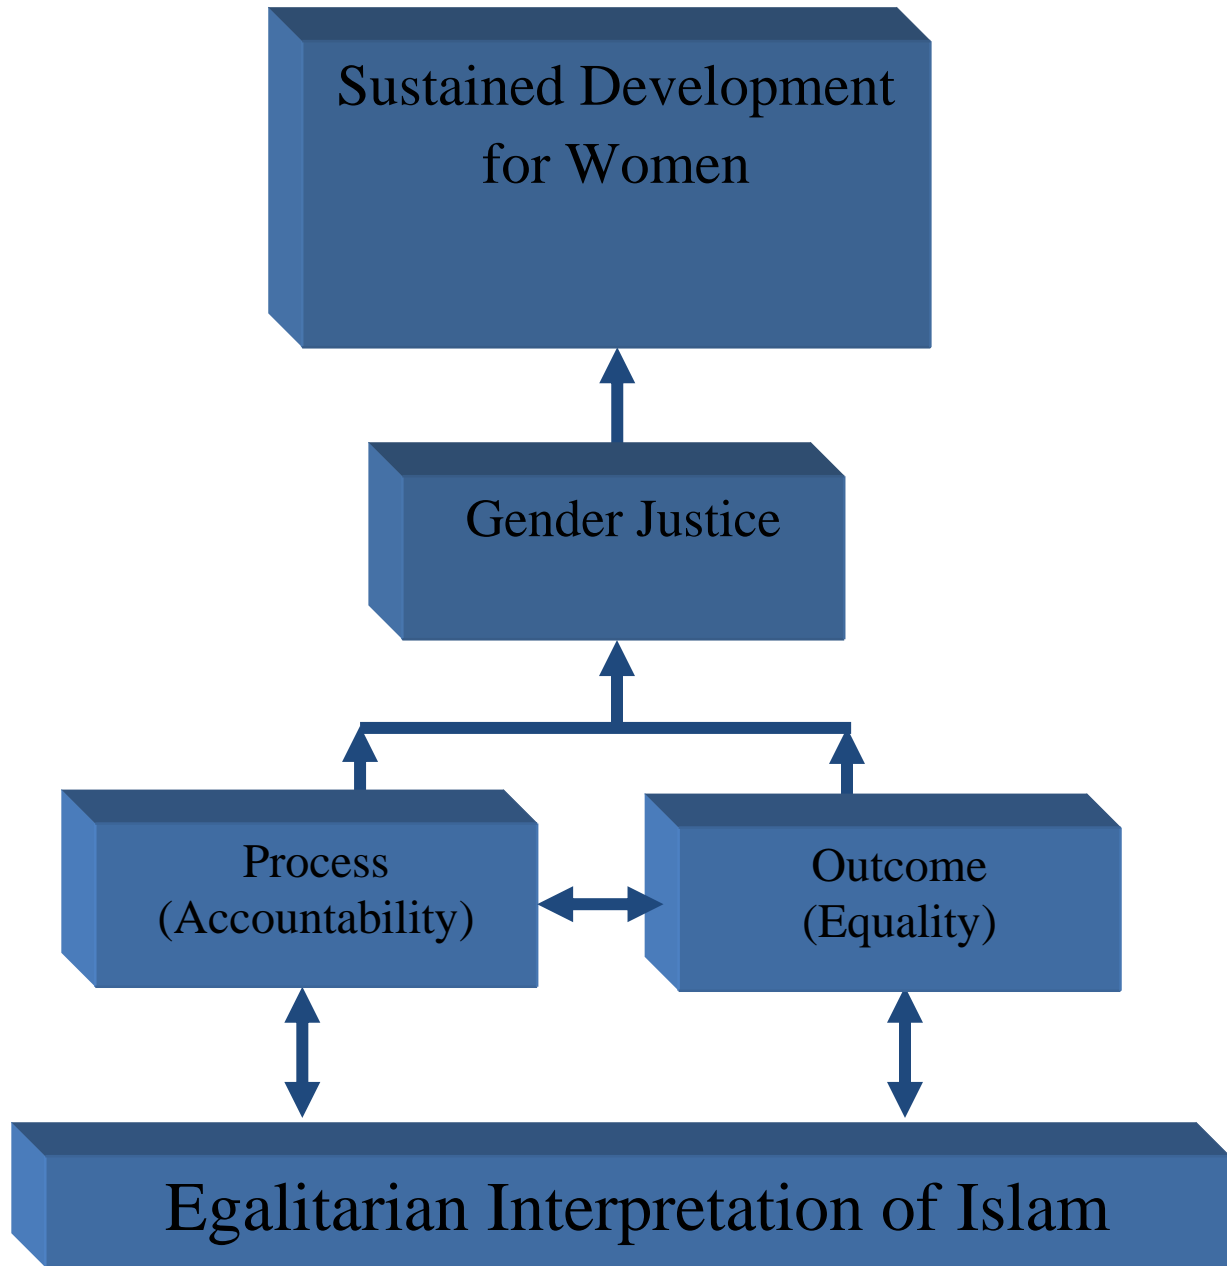 Sustained Development
for Women
Gender Justice
Process
(Accountability)
Outcome
(Equality)
Egalitarian Interpretation of Islam